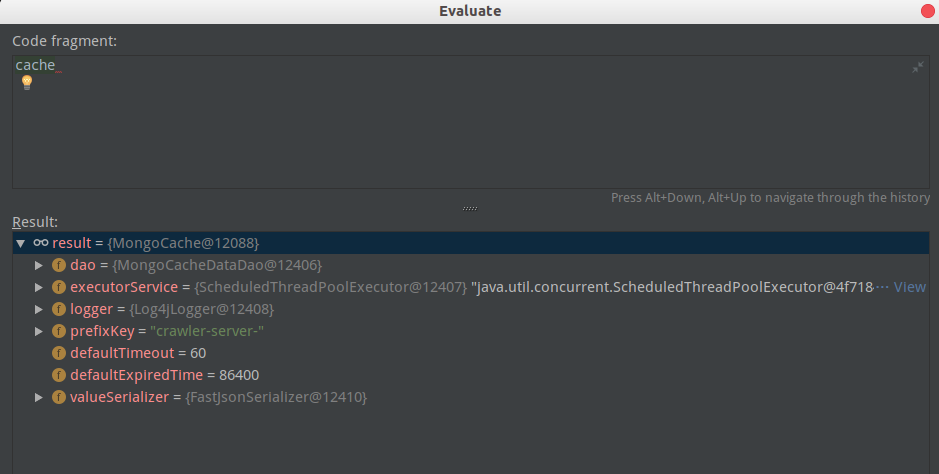 Evaluate
Code fragment:
cache
Press Alt+Down, Alt+Up to navigate through the history
Result:
result = {MongoCache@12088}
f dao = {MongoCacheDataDao@12406}
f executorService = {ScheduledThreadPoolExecutor@12407} "java.util.concurrent.ScheduledThreadPoolExecutor@4f718··· View
f logger = {Log4jLogger@12408}
f prefixKey = "crawler-server-"
f defaultTimeout = 60
f defaultExpiredTime = 86400
f valueSerializer = {FastJsonSerializer@12410}